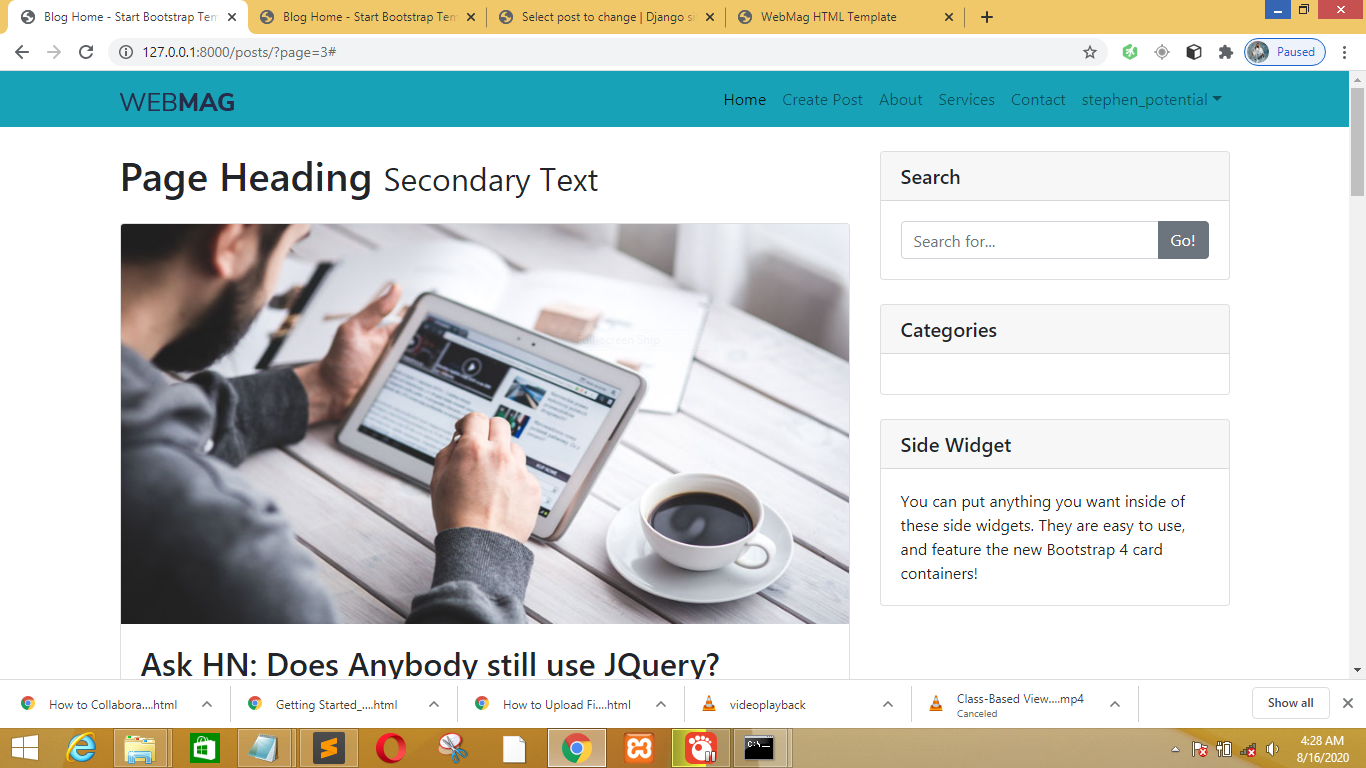 Blog Home - Start Bootstrap Tem
Blog Home - Start Bootstrap Tem
Select post to change | Django si
WebMag HTML Template
127.0.0.1:8000/posts/?page=3#
Paused
WEBMAG
Home
Create Post
About
Services
Contact
stephen_potential
Page Heading Secondary Text
Search
Search for...
Go!
Categories
Side Widget
You can put anything you want inside of
these side widgets. They are easy to use,
and feature the new Bootstrap 4 card
containers!
Ask HN: Does Anybody still use JQuery?
How to Collabora....html
Getting Started_....html
How to Upload Fi....html
videoplayback
Class-Based View....mp4
Canceled
Show all
4:28 AM
8/16/2020